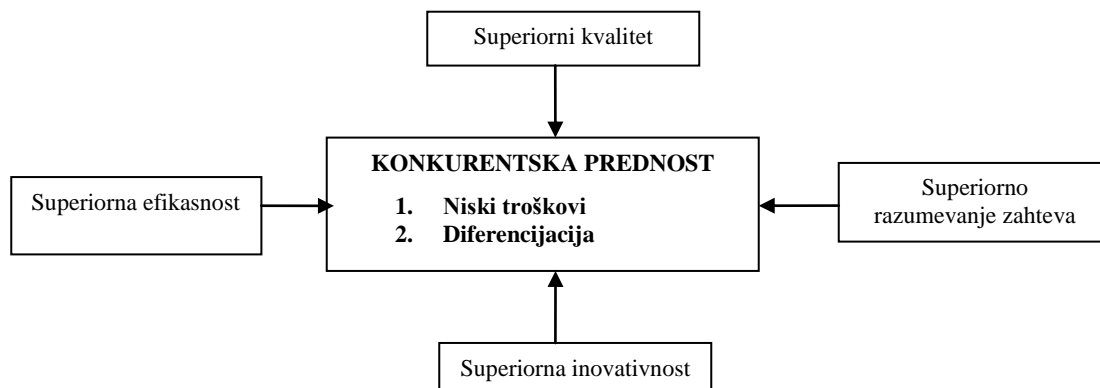 Superiorni kvalitet
KONKURENTSKA PREDNOST
1. Niski troškovi
2. Diferencijacija
Superiorna efikasnost
Superiorno
razumevanje zahteva
Superiorna inovativnost